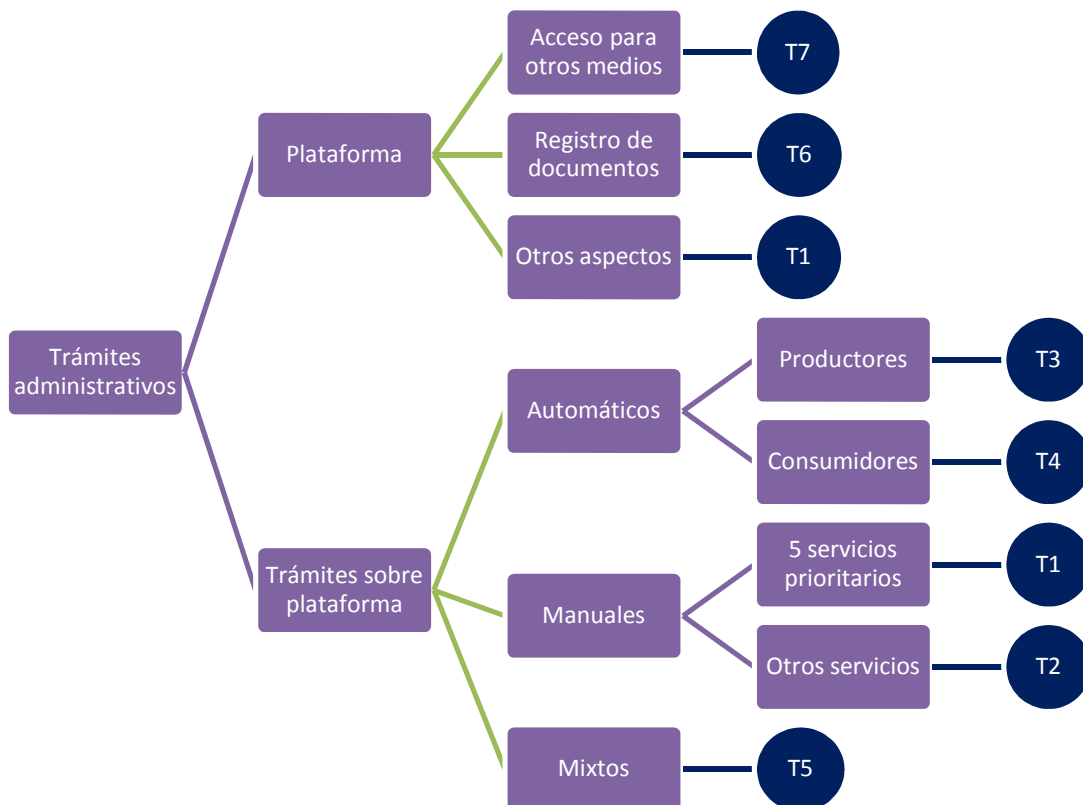 Acceso para
otros medios
T7
Plataforma
Registro de
documentos
T6
Otros aspectos
T1
Trámites
administrativos
Productores
T3
Automáticos
Consumidores
T4
Trámites sobre
plataforma
5 servicios
prioritarios
T1
Manuales
Otros servicios
T2
Mixtos
T5